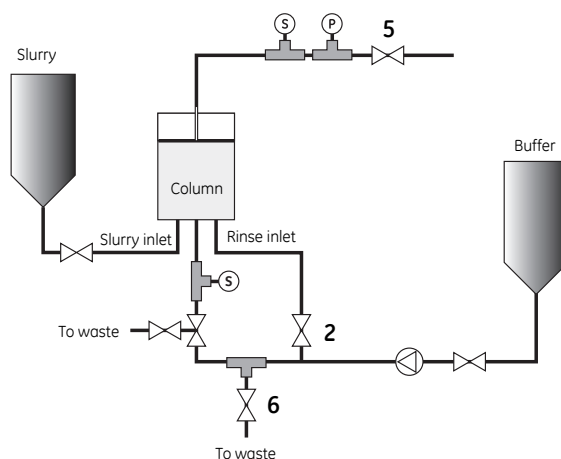 S
P
5
Slurry
Buffer
Column
Slurry inlet
Rinse inlet
S
To waste
2
6
To waste